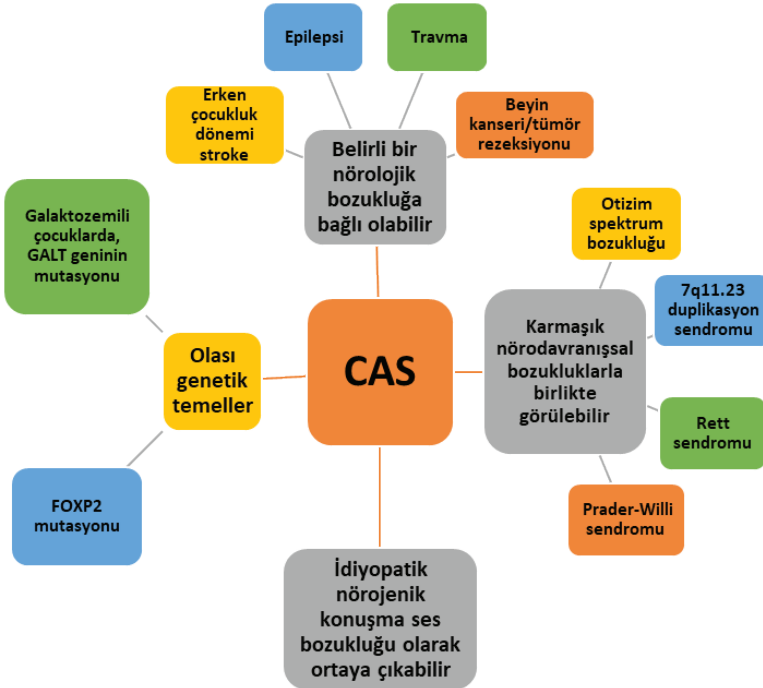 Epilepsi
Travma
Erken
çocukluk
dönemi
stroke
Beyin
kanseri/tümör
rezeksiyonu
Belirli bir
nörolojik
bozukluğa
bağlı olabilir
Galaktozemili
çocuklarda,
GALT geninin
mutasyonu
Otizim
spektrum
bozukluğu
7q11.23
duplikasyon
sendromu
Karmaşık
nörodavranışsal
bozukluklarla
birlikte
görülebilir
CAS
Olası
genetik
temeller
Rett
sendromu
FOXP2
mutasyonu
Prader-Willi
sendromu
İdiyopatik
nörojenik
konuşma ses
bozukluğu olarak
ortaya çıkabilir